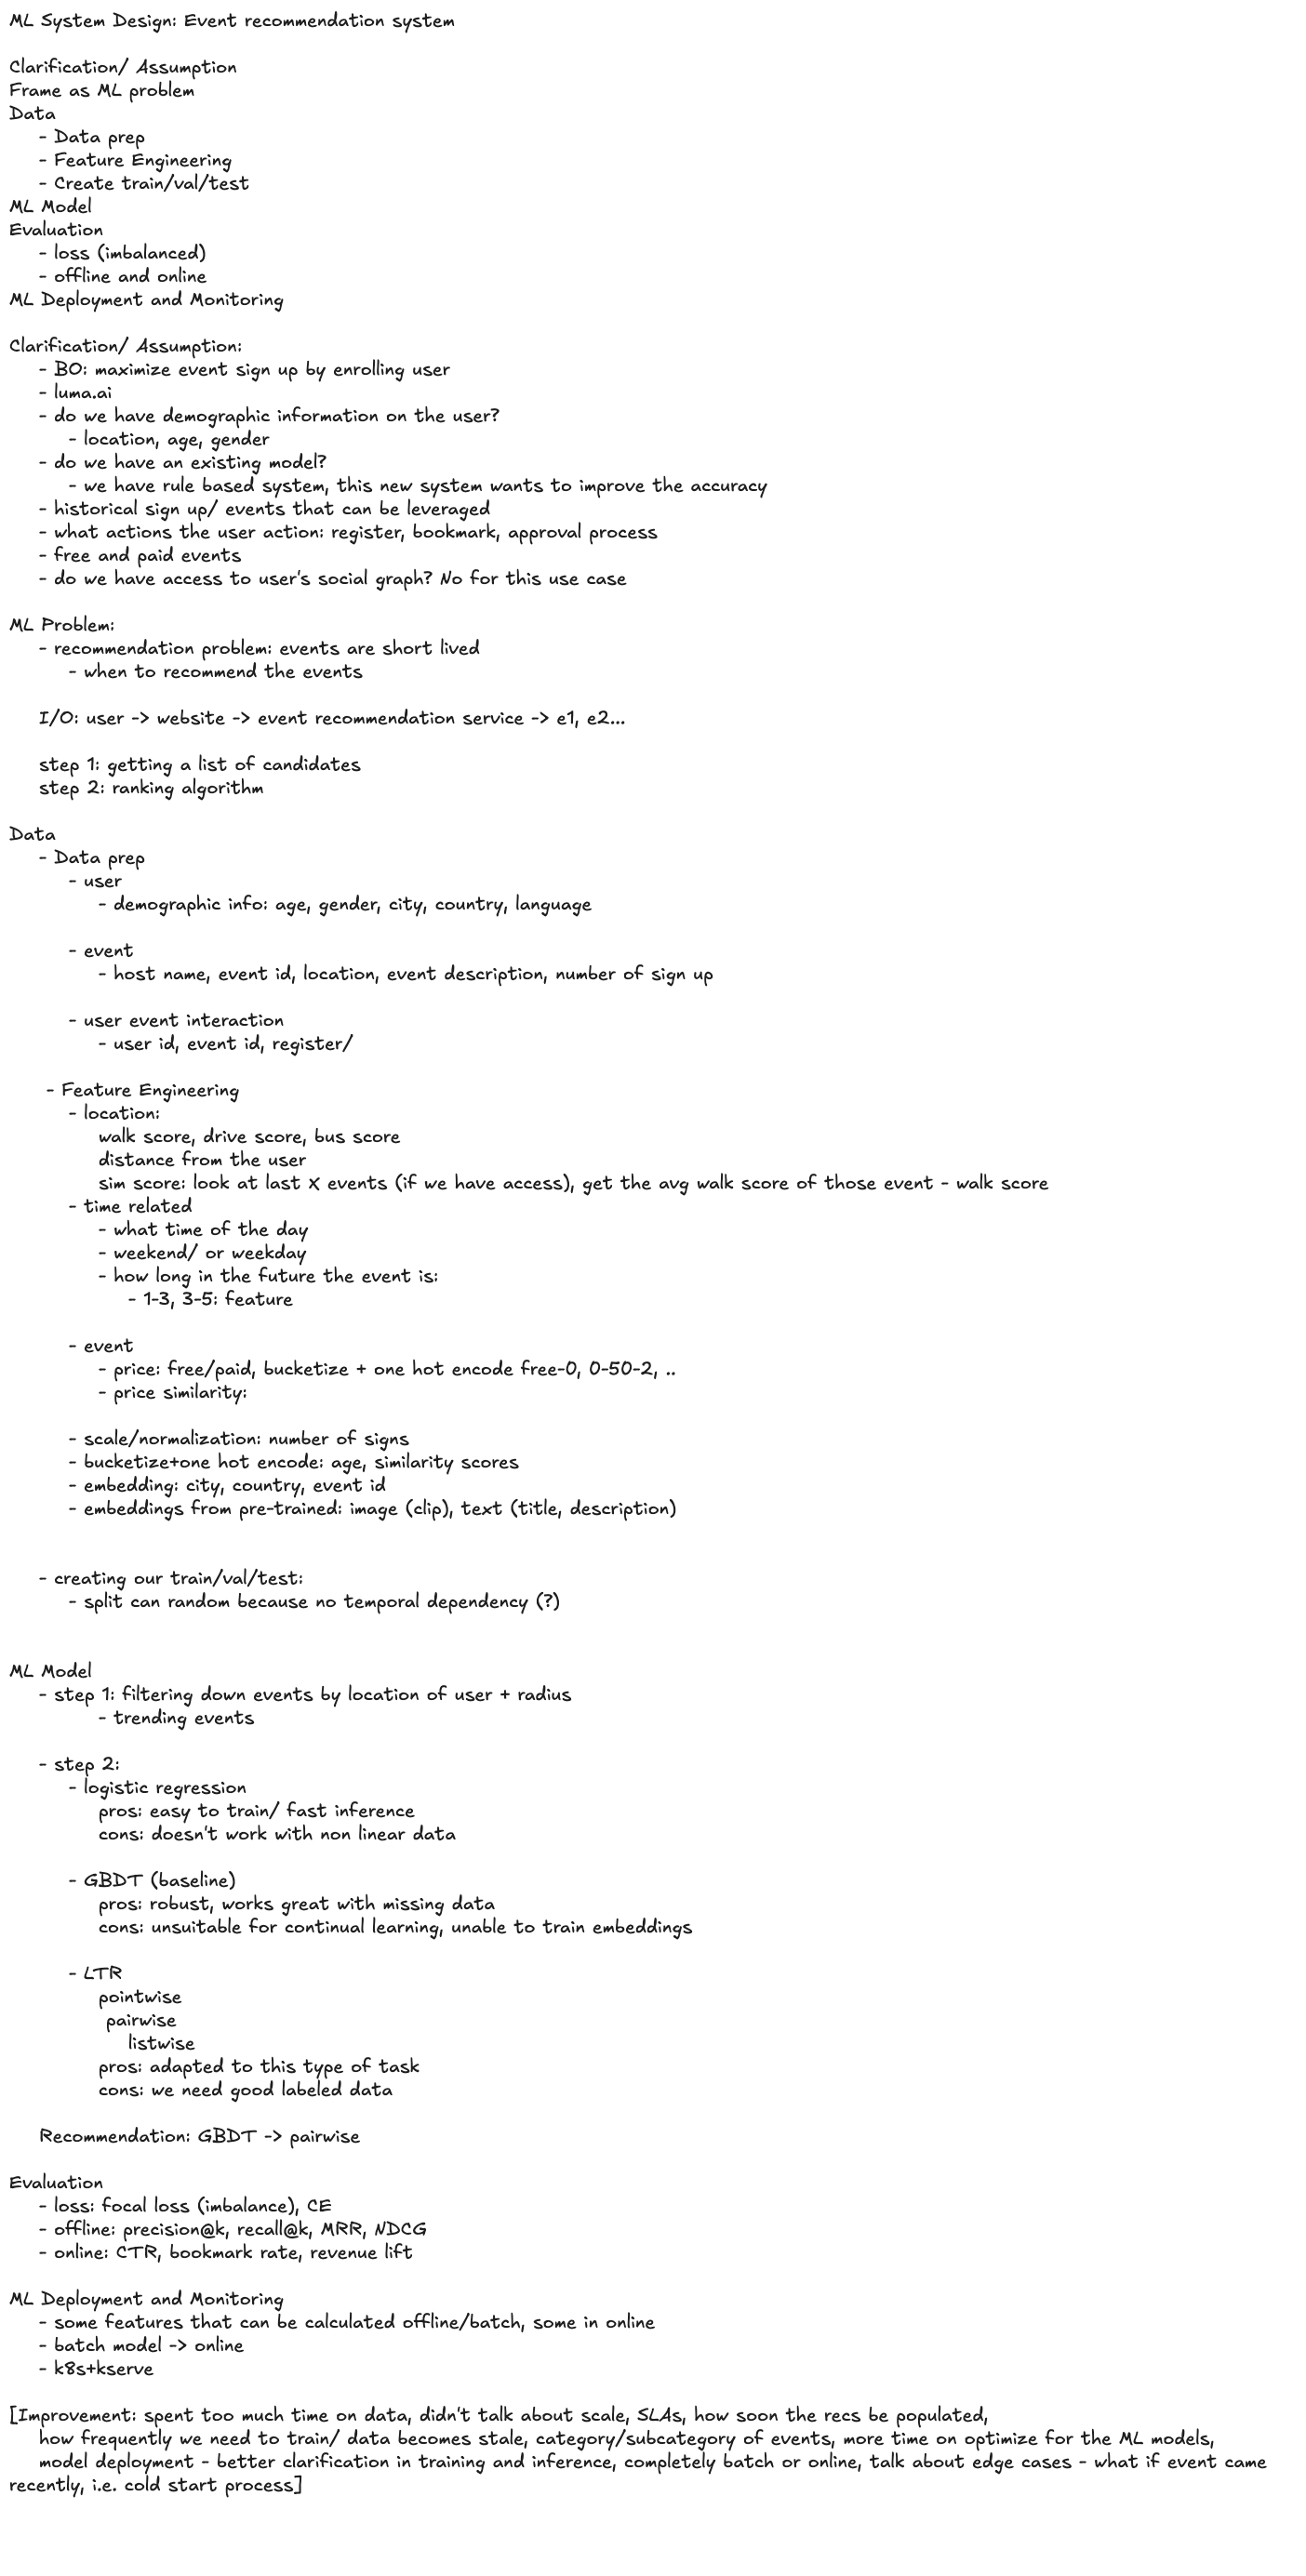 ML System Design: Event recommendation system

Clarification/ Assumption
Frame as ML problem
Data
- Data prep
- Feature Engineering
- Create train/val/test
ML Model
Evaluation
- loss (imbalanced)
- offline and online
ML Deployment and Monitoring

Clarification/ Assumption:
- BO: maximize event sign up by enrolling user
- luma.ai
- do we have demographic information on the user?
- location, age, gender
- do we have an existing model?
- we have rule based system, this new system wants to improve the accuracy
- historical sign up/ events that can be leveraged
- what actions the user action: register, bookmark, approval process
- free and paid events
- do we have access to user's social graph? No for this use case

ML Problem:
- recommendation problem: events are short lived
- when to recommend the events

I/O: user -> website -> event recommendation service -> e1, e2...

step 1: getting a list of candidates
step 2: ranking algorithm

Data
- Data prep
- user
- demographic info: age, gender, city, country, language

- event
- host name, event id, location, event description, number of sign up

- user event interaction
- user id, event id, register/

- Feature Engineering
- location:
walk score, drive score, bus score
distance from the user
sim score: look at last X events (if we have access), get the avg walk score of those event - walk score
- time related
- what time of the day
- weekend/ or weekday
- how long in the future the event is:
- 1-3, 3-5: feature

- event
- price: free/paid, bucketize + one hot encode free-0, 0-50-2, ..
- price similarity:

- scale/normalization: number of signs
- bucketize+one hot encode: age, similarity scores
- embedding: city, country, event id
- embeddings from pre-trained: image (clip), text (title, description)

- creating our train/val/test:
- split can random because no temporal dependency (?)

ML Model
- step 1: filtering down events by location of user + radius
- trending events

- step 2:
- logistic regression
pros: easy to train/ fast inference
cons: doesn't work with non linear data

- GBDT (baseline)
pros: robust, works great with missing data
cons: unsuitable for continual learning, unable to train embeddings

- LTR
pointwise
pairwise
listwise
pros: adapted to this type of task
cons: we need good labeled data

Recommendation: GBDT -> pairwise

Evaluation
- loss: focal loss (imbalance), CE
- offline: precision@k, recall@k, MRR, NDCG
- online: CTR, bookmark rate, revenue lift

ML Deployment and Monitoring
- some features that can be calculated offline/batch, some in online
- batch model -> online
- k8s+kserve

[Improvement: spent too much time on data, didn't talk about scale, SLAs, how soon the recs be populated,
how frequently we need to train/ data becomes stale, category/subcategory of events, more time on optimize for the ML models,
model deployment - better clarification in training and inference, completely batch or online, talk about edge cases - what if event came
recently, i.e. cold start process]